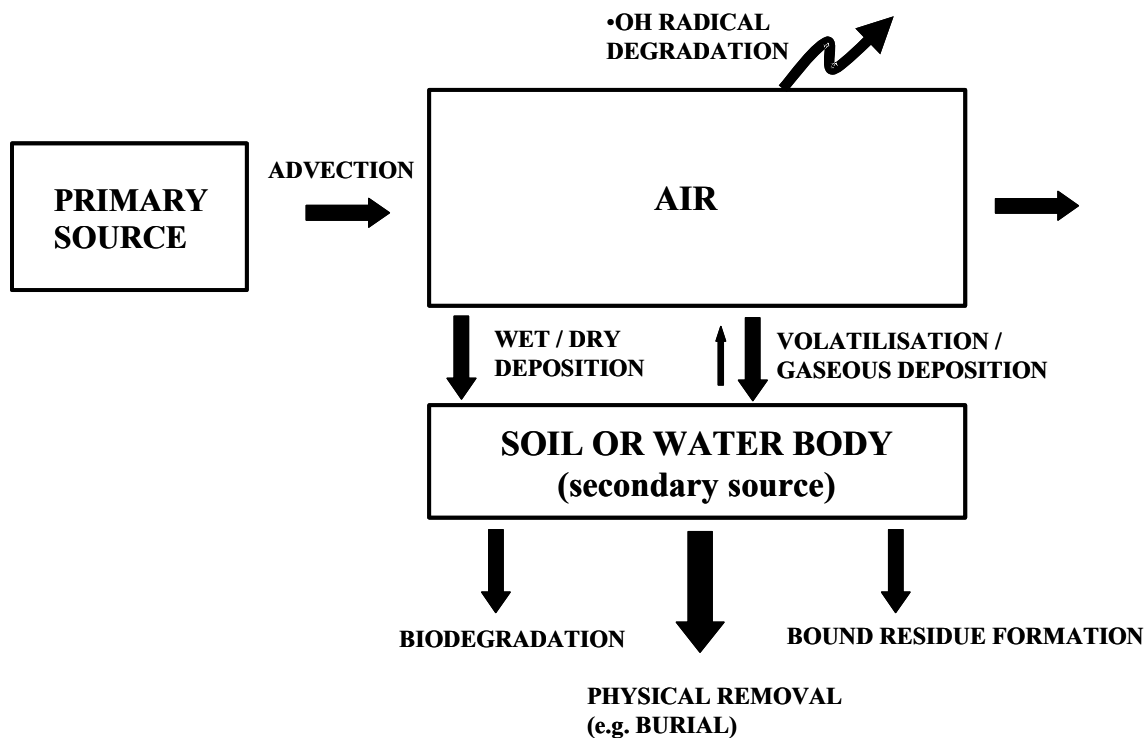 •OH RADICAL
DEGRADATION
PRIMARY
SOURCE
ADVECTION
AIR
WET / DRY
DEPOSITION
VOLATILISATION /
GASEOUS DEPOSITION
SOIL OR WATER BODY
(secondary source)
BIODEGRADATION
PHYSICAL REMOVAL
(e.g. BURIAL)
BOUND RESIDUE FORMATION